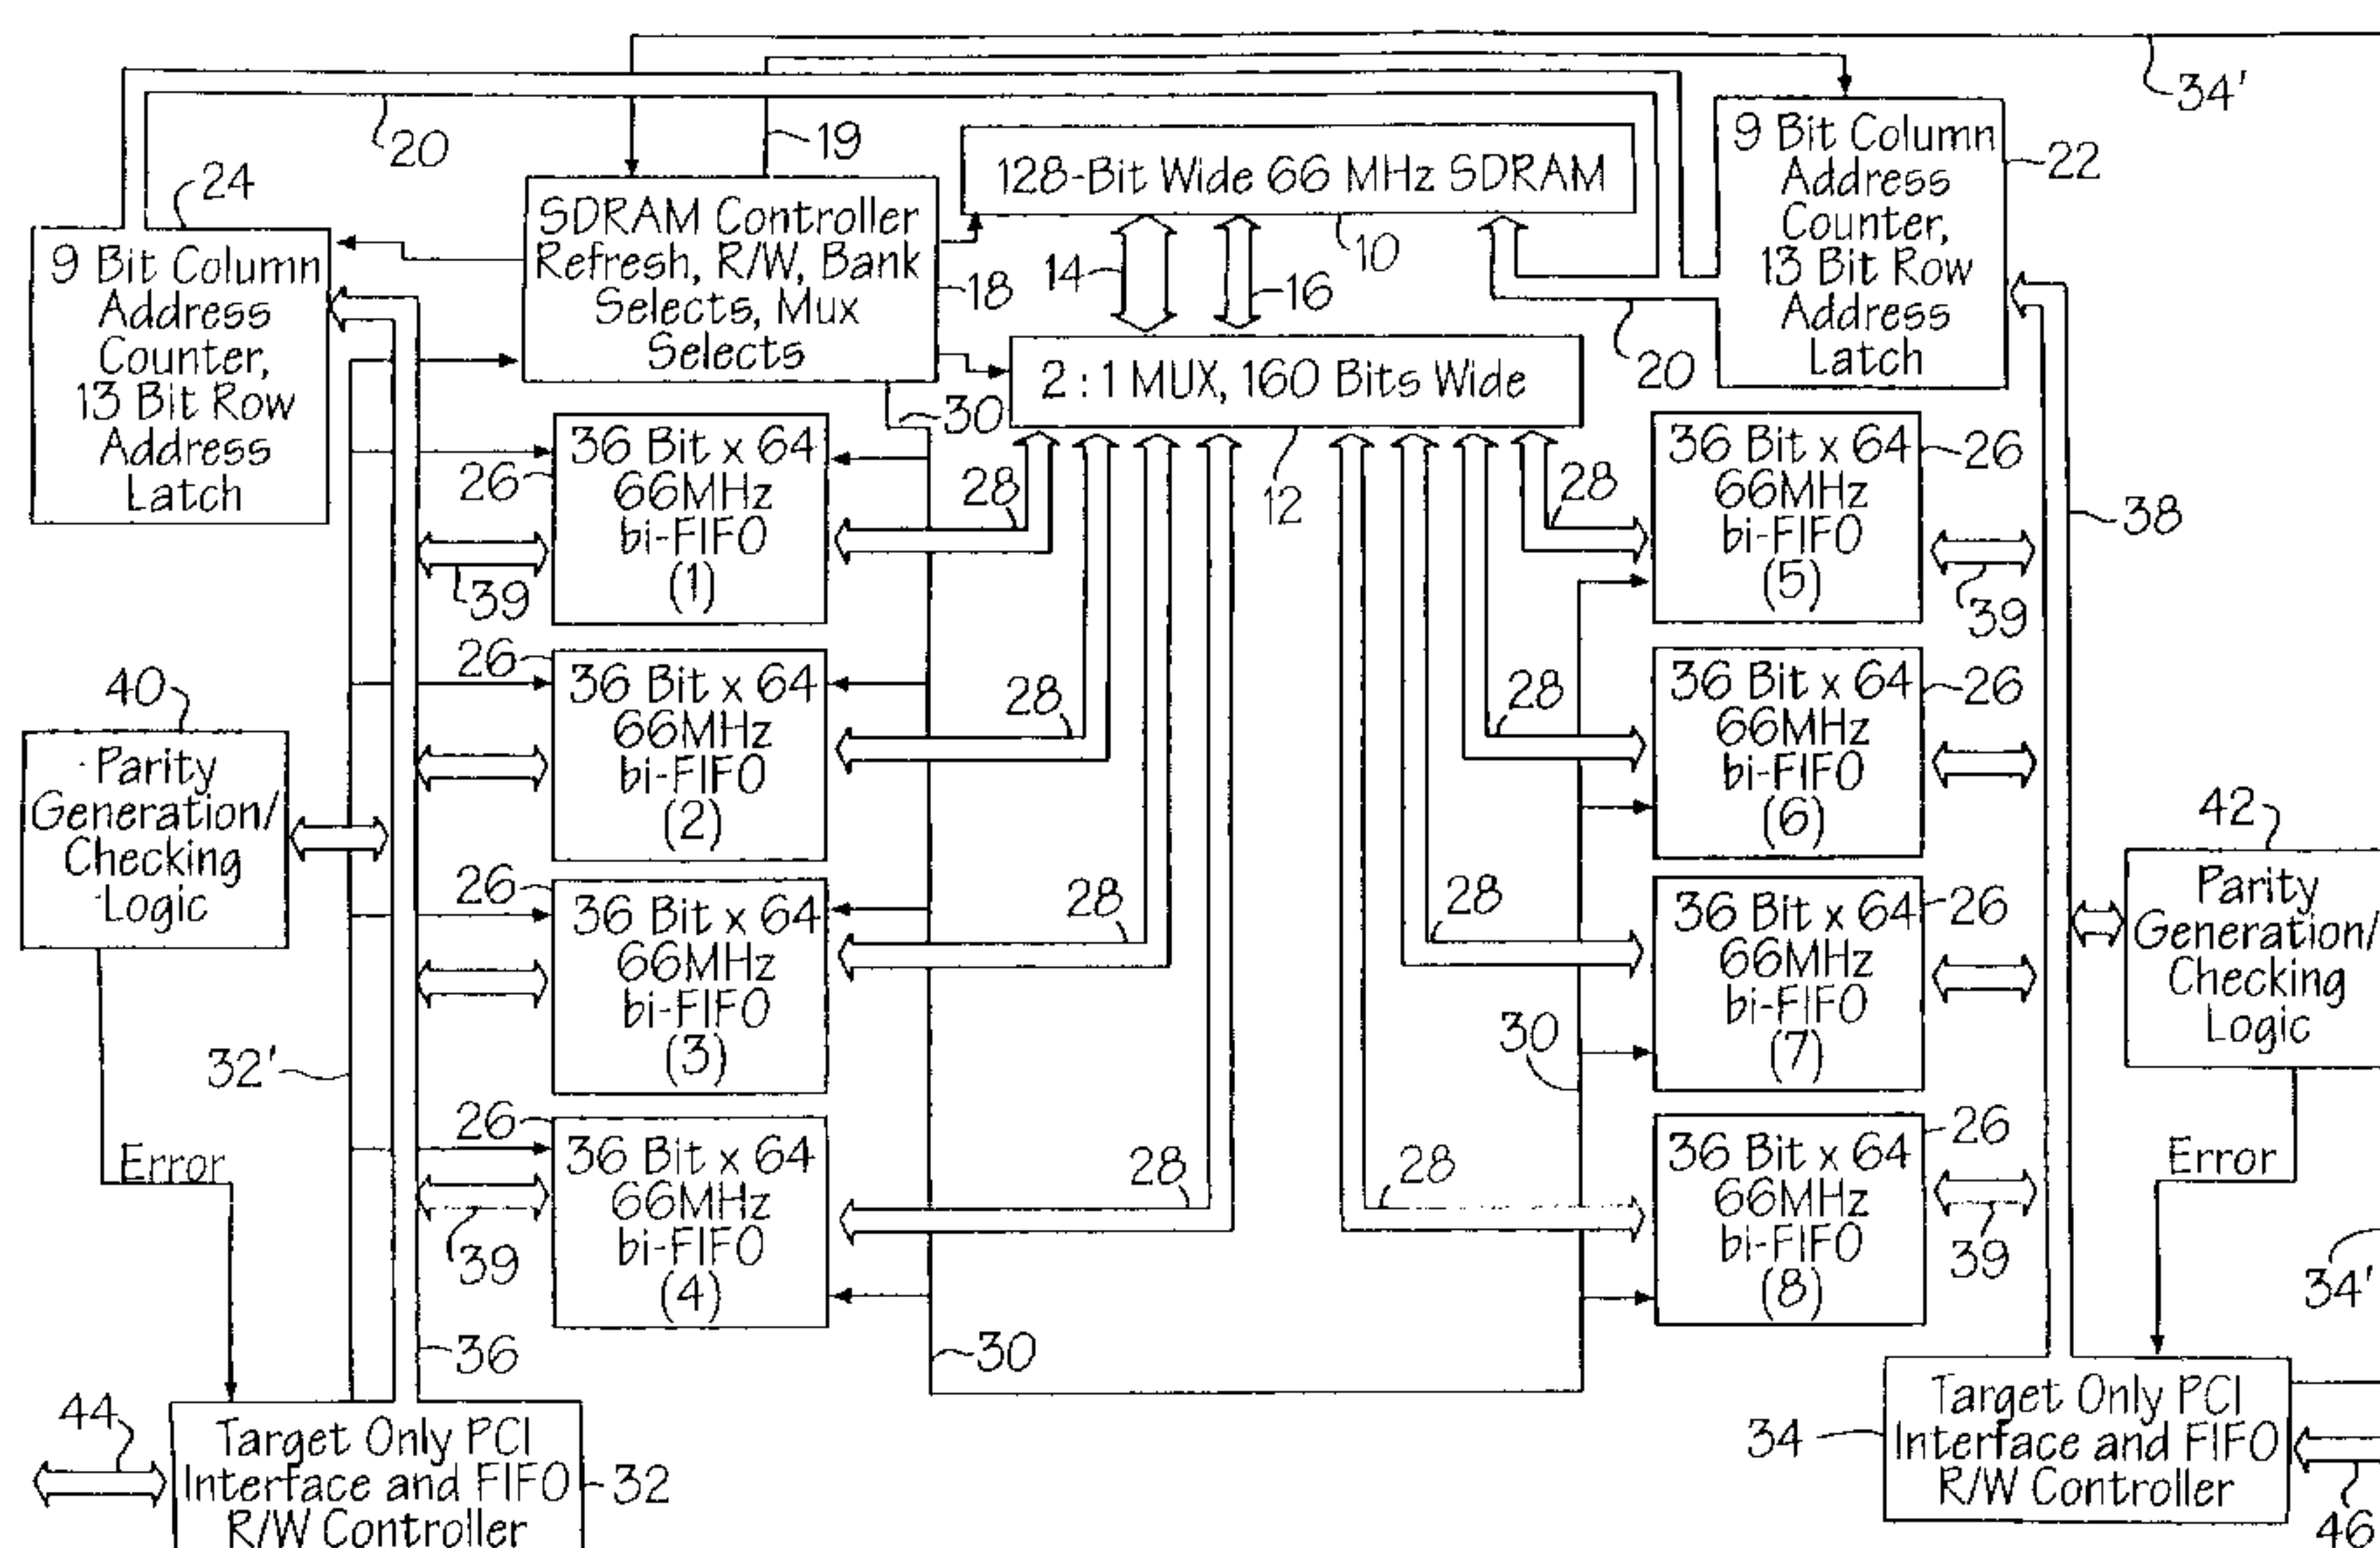 34'
20
19
24
22
128-Bit Wide 66 MHz SDRAM
10
14
16
SDRAM Controller
Refresh, R/W, Bank
Selects, Mux
Selects
18
9 Bit Column
Address
Counter,
13 Bit Row
Address
Latch
9 Bit Column
Address
Counter,
13 Bit Row
Address
Latch
20
2 : 1 MUX, 160 Bits Wide
12
30
36 Bit x 64
66MHz
bi-FIFO
(1)
26
28
39
36 Bit x 64
66MHz
bi-FIFO
(5)
26
28
39
38
36 Bit x 64
66MHz
bi-FIFO
(2)
26
28
36 Bit x 64
66MHz
bi-FIFO
(6)
26
28
40
Parity
Generation/
Checking
Logic
42
Parity
Generation/
Checking
Logic
36 Bit x 64
66MHz
bi-FIFO
(3)
26
28
36 Bit x 64
66MHz
bi-FIFO
(7)
26
28
30
32'
Error
36 Bit x 64
66MHz
bi-FIFO
(4)
26
28
39
36 Bit x 64
66MHz
bi-FIFO
(8)
26
28
39
Error
34'
36
30
44
Target Only PCI
Interface and FIFO
R/W Controller
32
34
Target Only PCI
Interface and FIFO
R/W Controller
46